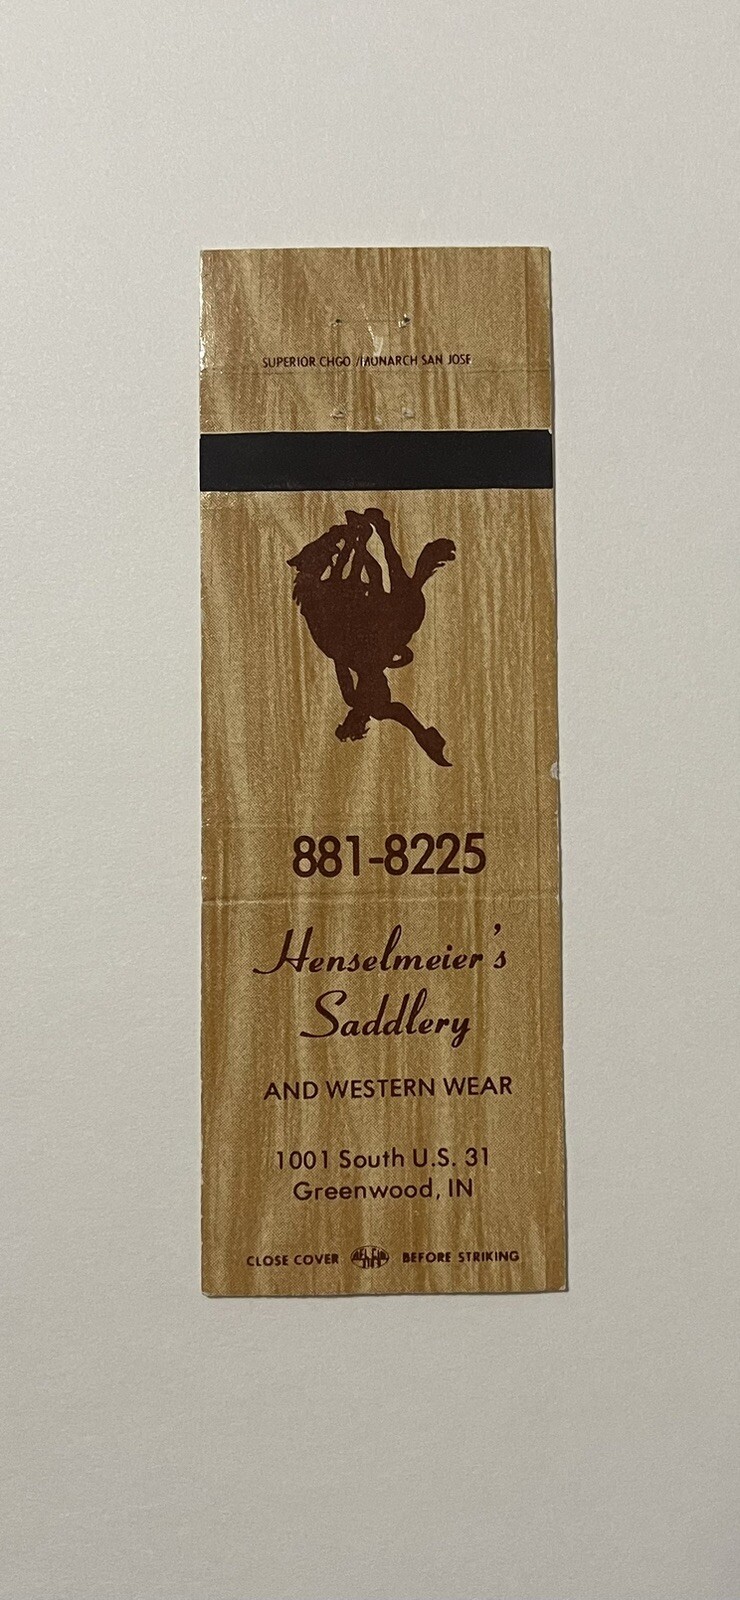 SUPERIOR CHGO /MONARCH SAN JOSE
881-8225
Henselmeier's
Saddlery
AND WESTERN WEAR
1001 South U.S. 31
Greenwood, IN
CLOSE COVER BEFORE STRIKING